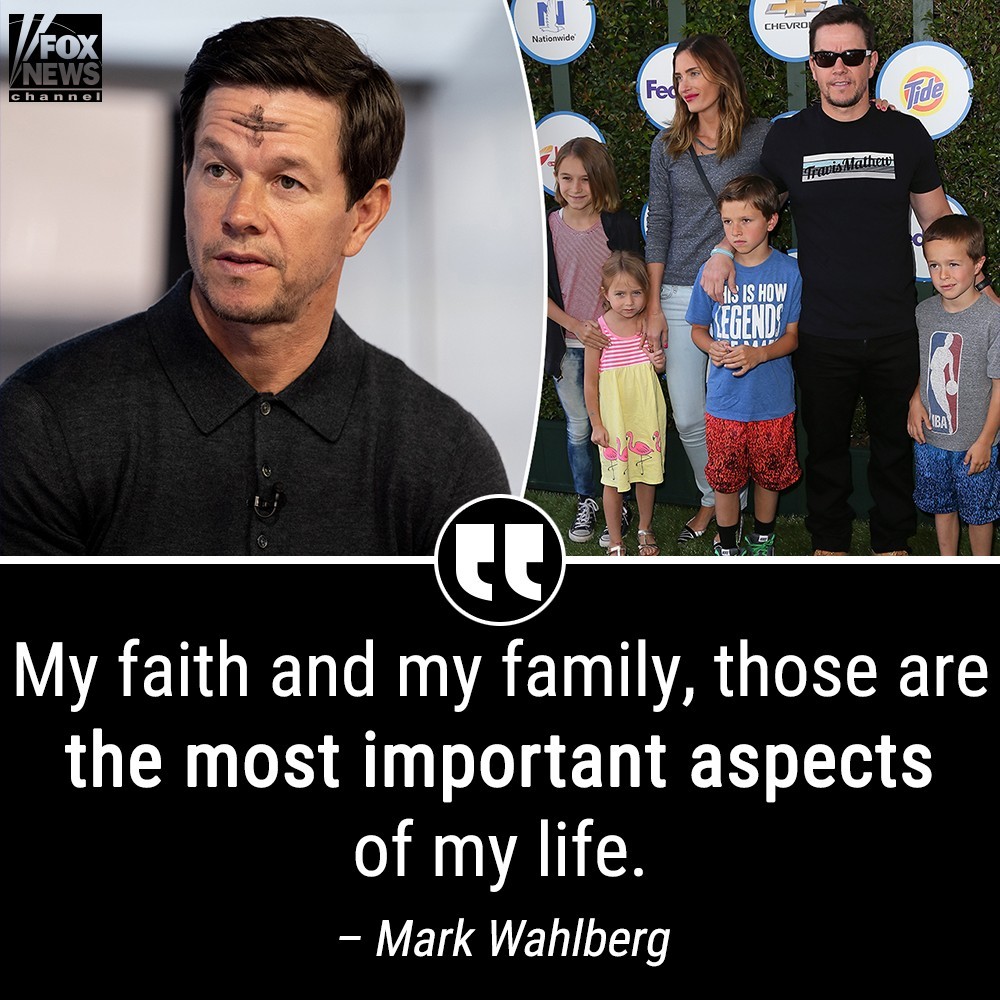 FOX
NEWS
channel
Nationwide
CHEVRO
Fed
Tide
TravisMathew
THIS IS HOW
LEGENDS
NBA
My faith and my family, those are
the most important aspects
of my life.
– Mark Wahlberg